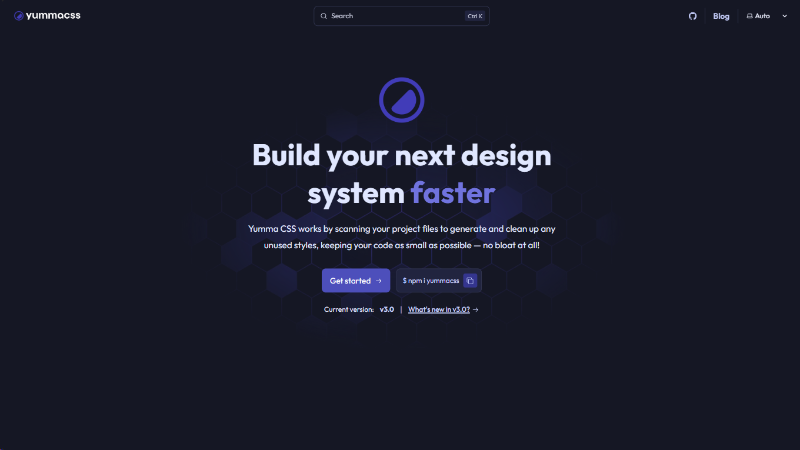 yummacss
Search
Ctrl K
Blog
Auto
Build your next design
system faster
Yumma CSS works by scanning your project files to generate and clean up any
unused styles, keeping your code as small as possible — no bloat at all!
Get started →
$ npm i yummacss
Current version: v3.0 | What's new in v3.0? →